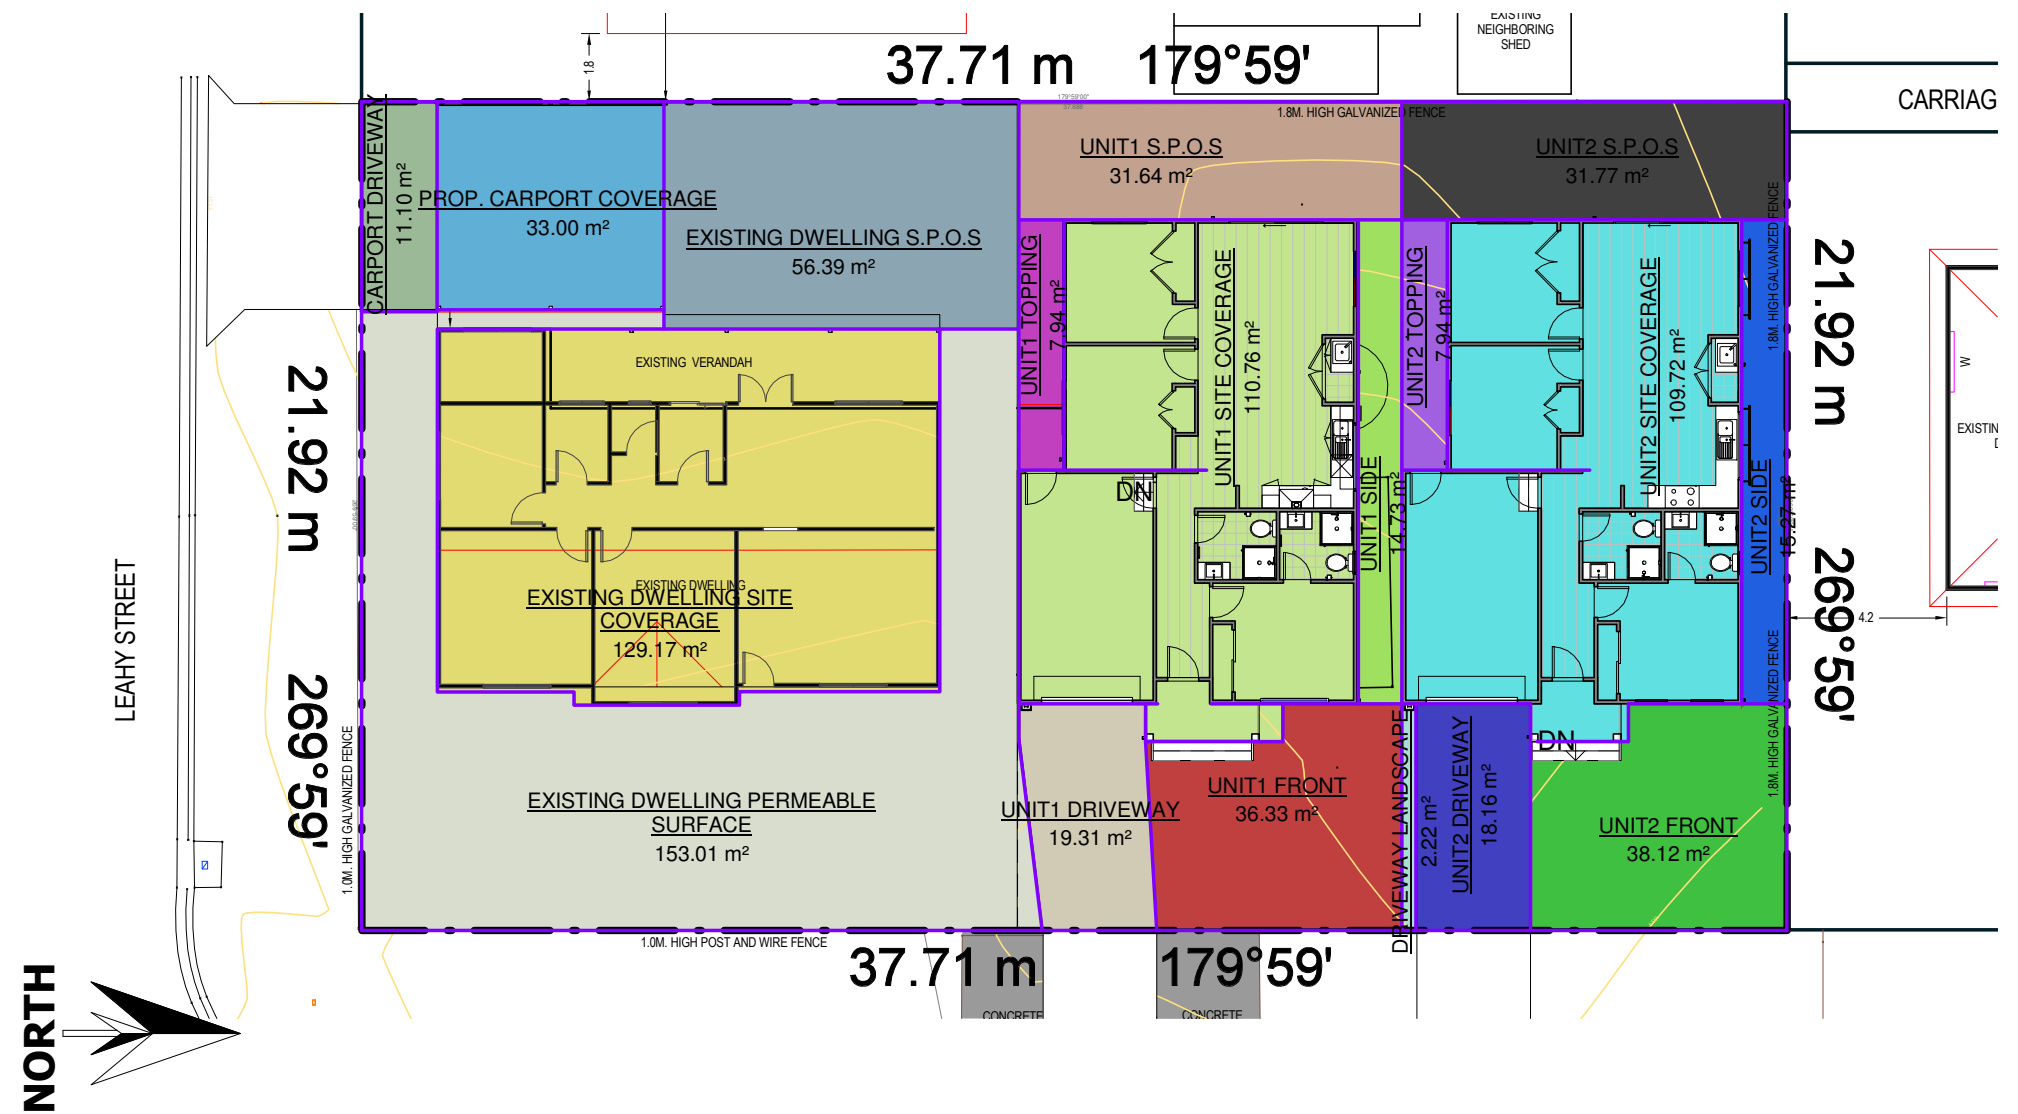 EXISTING
NEIGHBORING
SHED
1.8
37.71 m 179°59'
179°59'00"
CARRIAG
1.8M. HIGH GALVANIZED FENCE
CARPORT DRIVEWAY
11.10 m²
PROP. CARPORT COVERAGE
33.00 m²
EXISTING DWELLING S.P.O.S
56.39 m²
UNIT1 S.P.O.S
31.64 m²
UNIT2 S.P.O.S
31.77 m²
1.8M. HIGH GALVANIZED FENCE
UNIT1 TOPPING
7.94 m²
UNIT1 SITE COVERAGE
110.76 m²
UNIT2 TOPPING
7.94 m²
UNIT2 SITE COVERAGE
109.72 m²
21.92 m 269°59'
W
EXISTIN
D
4.2
EXISTING VERANDAH
21.92 m 269°59'
LEAHY STREET
EXISTING DWELLING
EXISTING DWELLING SITE
COVERAGE
129.17 m²
DN
UNIT1 SIDE
14.73 m²
UNIT2 SIDE
15.27 m²
1.8M. HIGH GALVANIZED FENCE
1.0M. HIGH GALVANIZED FENCE
EXISTING DWELLING PERMEABLE
SURFACE
153.01 m²
UNIT1 DRIVEWAY
19.31 m²
UNIT1 FRONT
36.33 m²
DRIVEWAY LANDSCAPE
2.22 m²
UNIT2 DRIVEWAY
18.16 m²
DN
UNIT2 FRONT
38.12 m²
1.0M. HIGH POST AND WIRE FENCE
37.71 m 179°59'
CONCRETE
CONCRETE
NORTH